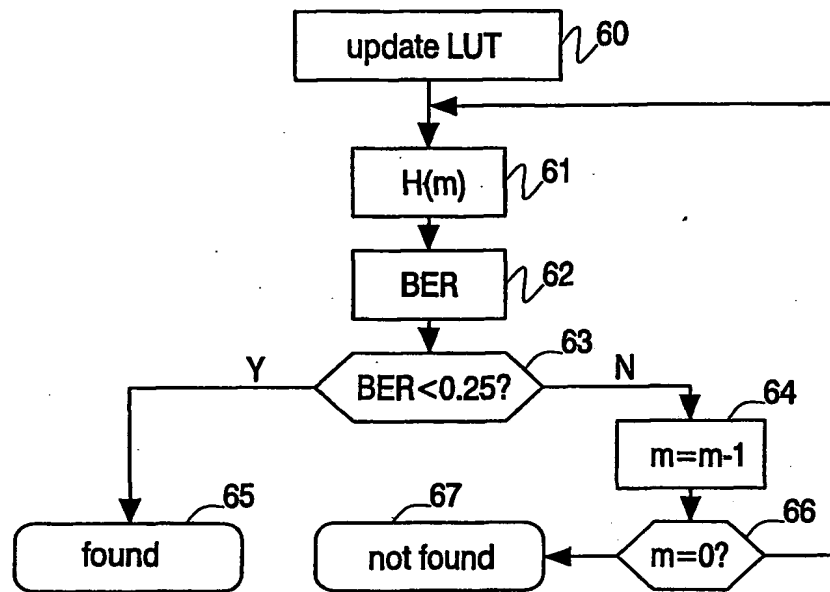 update LUT
60
H(m)
61
BER
62
63
Y
BER<0.25?
N
64
m=m-1
65
67
66
found
not found
m=0?